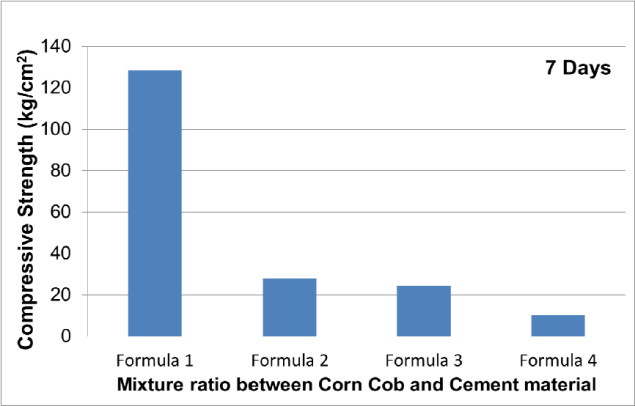 7 Days
Compressive Strength (kg/cm²)
140
120
100
80
60
40
20
0
Formula 1 Formula 2 Formula 3 Formula 4
Mixture ratio between Corn Cob and Cement material